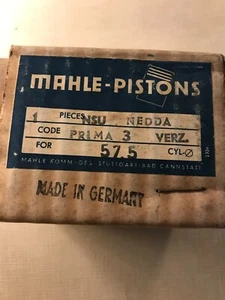 MAHLE-PISTONS
1 PIECES NSU NEDDA
CODE PRIMA 3 VERZ.
FOR 57.5 CYL-Ø
MAHLE KOMM.-GES. STUTTGART-BAD CANNSTATT
MADE IN GERMANY